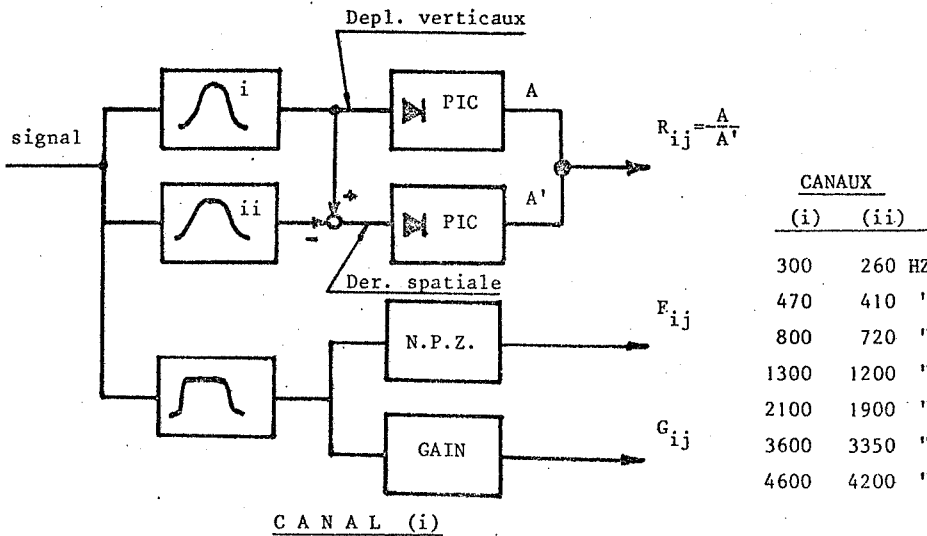 Depl. verticaux
i
PIC
A
signal
R_ij=-A/A'
ii
+
-
PIC
A'
Der. spatiale
N.P.Z.
F_ij
GAIN
G_ij
CANAL (i)
CANAUX
(i) (ii)
300 260 HZ
470 410 "
800 720 "
1300 1200 "
2100 1900 "
3600 3350 "
4600 4200 "